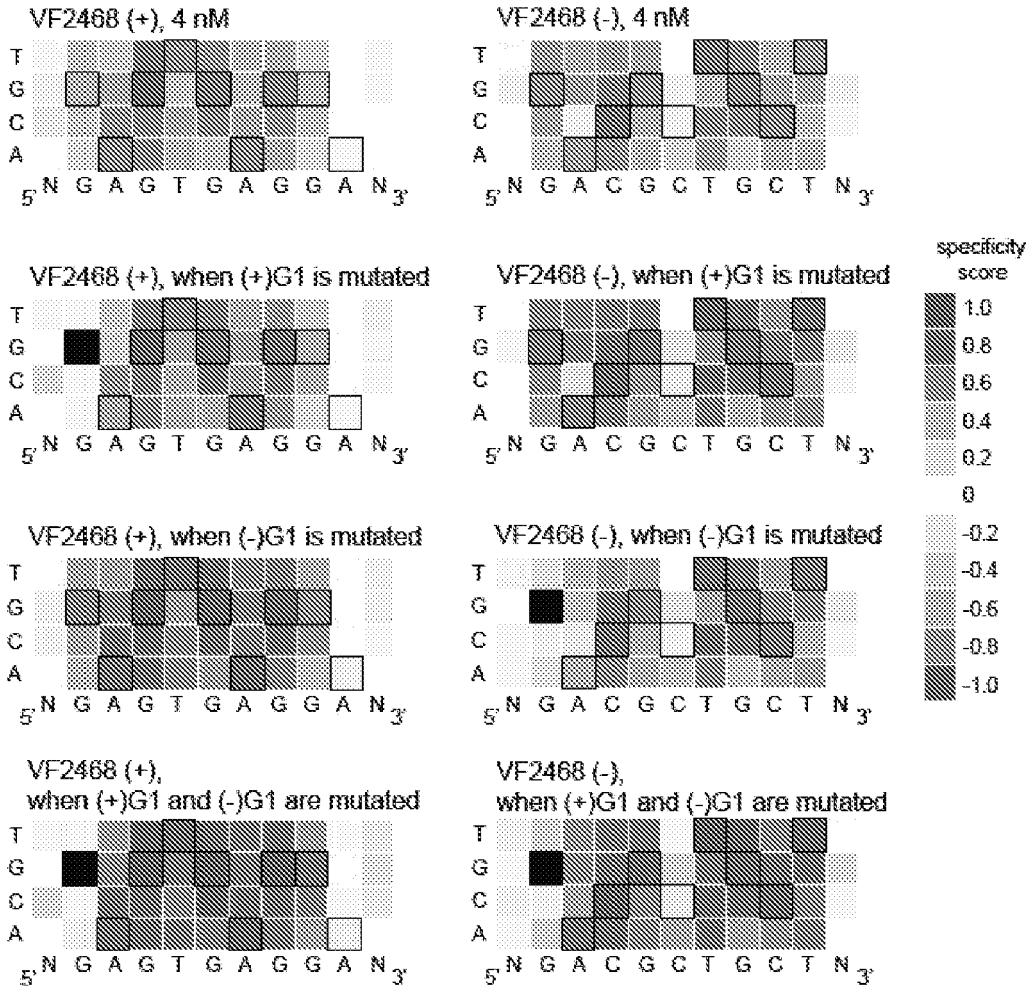 VF2468 (+), 4 nM
T
G
C
A
5' N G A G T G A G G A N 3'
VF2468 (-), 4 nM
T
G
C
A
5' N G A C G C T G C T N 3'
VF2468 (+), when (+)G1 is mutated
T
G
C
A
5' N G A G T G A G G A N 3'
VF2468 (-), when (+)G1 is mutated
T
G
C
A
5' N G A C G C T G C T N 3'
VF2468 (+), when (-)G1 is mutated
T
G
C
A
5' N G A G T G A G G A N 3'
VF2468 (-), when (-)G1 is mutated
T
G
C
A
5' N G A C G C T G C T N 3'
VF2468 (+),
when (+)G1 and (-)G1 are mutated
T
G
C
A
5' N G A G T G A G G A N 3'
VF2468 (-),
when (+)G1 and (-)G1 are mutated
T
G
C
A
5' N G A C G C T G C T N 3'
specificity
score
1.0
0.8
0.6
0.4
0.2
0
-0.2
-0.4
-0.6
-0.8
-1.0